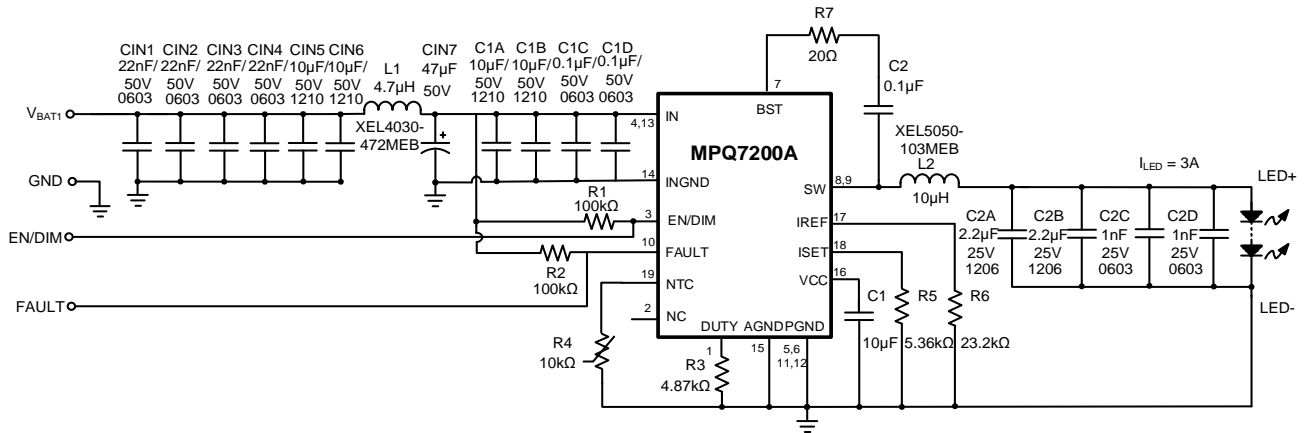 R7
20Ω
CIN1 CIN2 CIN3 CIN4 CIN5 CIN6
22nF/ 22nF/ 22nF/ 22nF/ 10µF/ 10µF/
50V 50V 50V 50V 50V 50V
0603 0603 0603 0603 1210 1210
L1
4.7µH
XEL4030-
472MEB
CIN7
47µF
50V
C1A C1B C1C C1D
10µF/ 10µF/ 0.1µF/ 0.1µF/
50V 50V 50V 50V
1210 1210 0603 0603
C2
0.1µF
7
BST
VBAT1
4,13
IN
MPQ7200A
XEL5050-
103MEB
L2
10µH
ILED = 3A
LED+
GND
14
INGND
SW
8,9
R1
100kΩ
3
EN/DIM
IREF
17
C2A C2B C2C C2D
2.2µF 2.2µF 1nF 1nF
25V 25V 25V 25V
1206 1206 0603 0603
EN/DIM
10
FAULT
ISET
18
R2
100kΩ
19
NTC
VCC
16
FAULT
2
NC
C1
10µF
R5
5.36kΩ
R6
23.2kΩ
LED-
DUTY AGND PGND
R4
10kΩ
1
15
5,6
11,12
R3
4.87kΩ